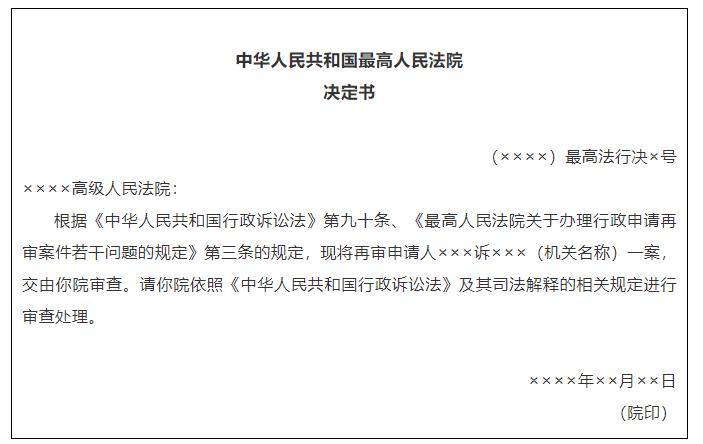 中华人民共和国最高人民法院
决定书
（××××）最高法行决×号
××××高级人民法院：
根据《中华人民共和国行政诉讼法》第九十条、《最高人民法院关于办理行政申请再
审案件若干问题的规定》第三条的规定，现将再审申请人×××诉×××（机关名称）一案，
交由你院审查。请你院依照《中华人民共和国行政诉讼法》及其司法解释的相关规定进行
审查处理。
××××年××月××日
（院印）